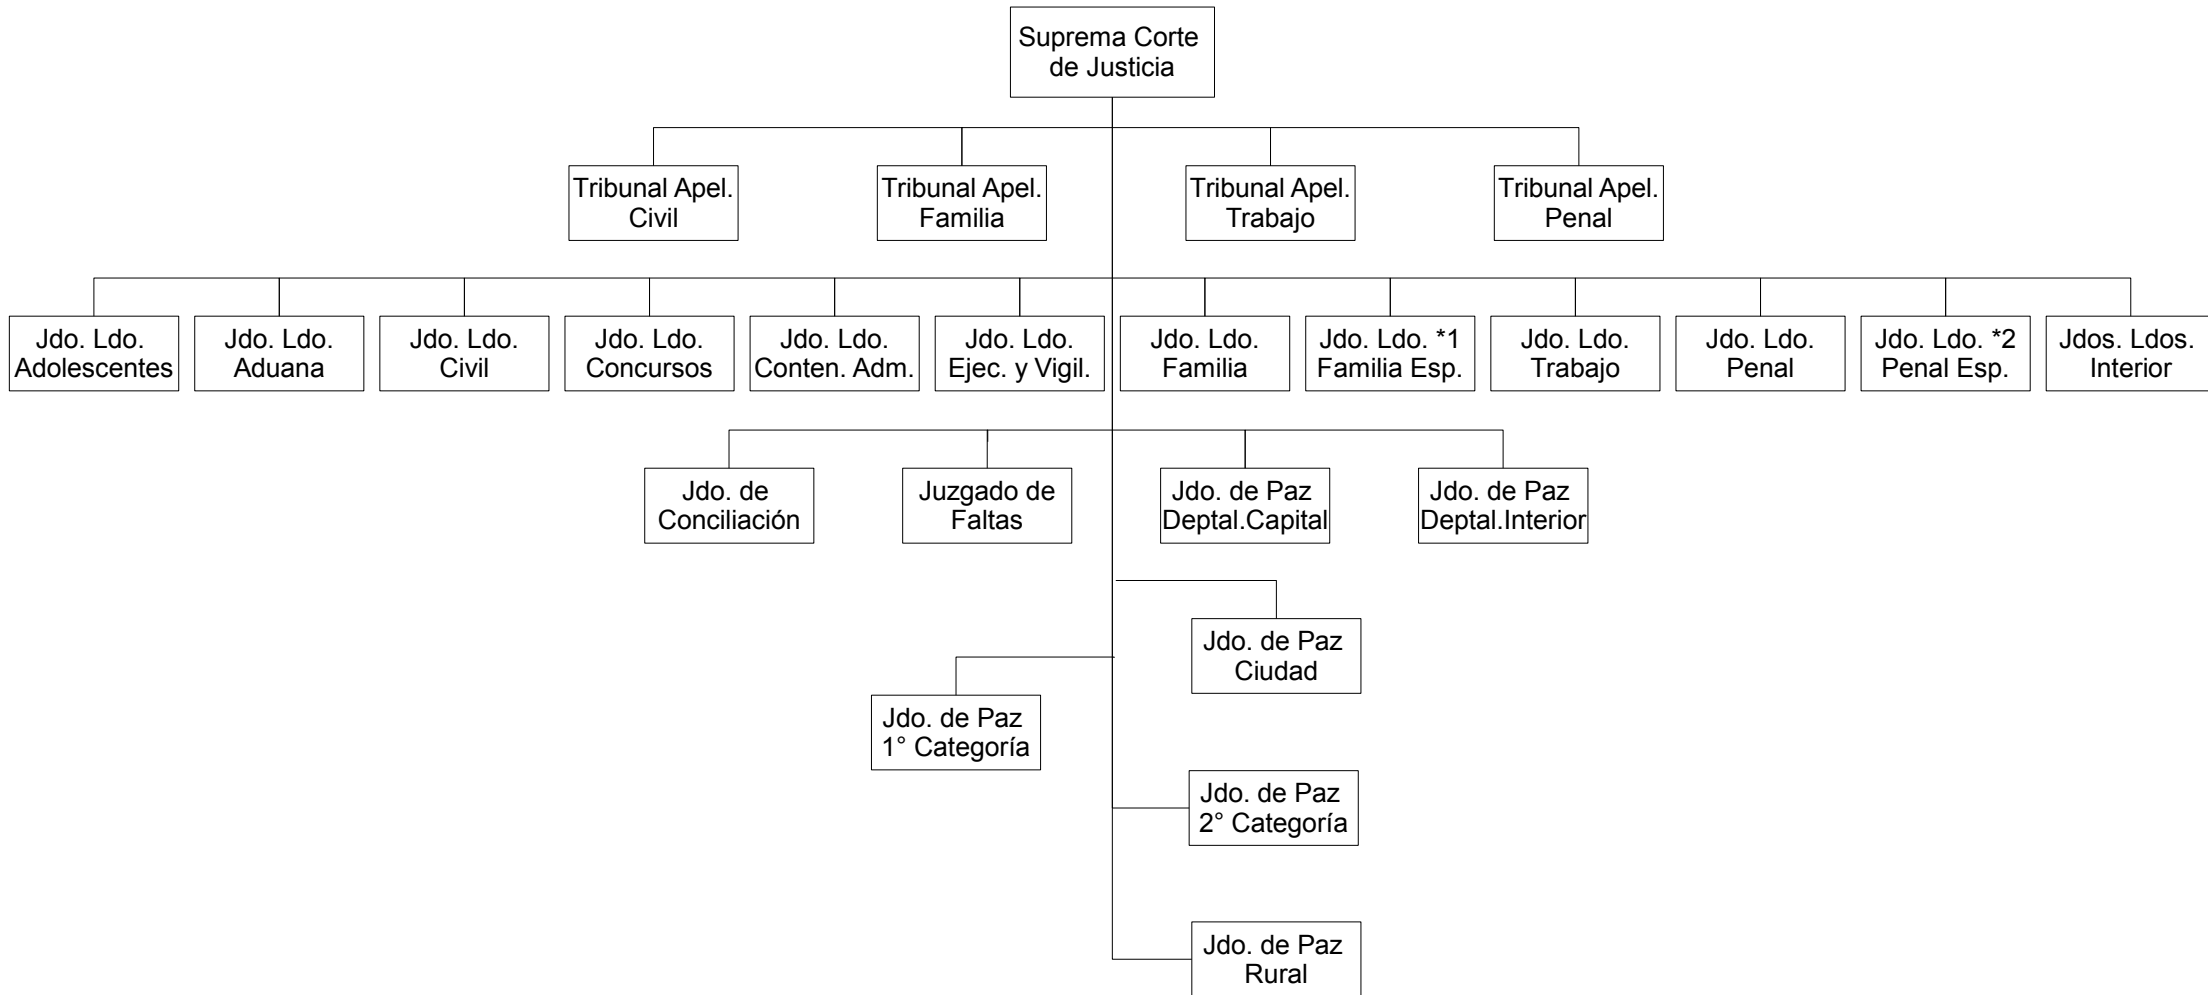 Suprema Corte
de Justicia
Tribunal Apel.
Civil
Tribunal Apel.
Familia
Tribunal Apel.
Trabajo
Tribunal Apel.
Penal
Jdo. Ldo.
Adolescentes
Jdo. Ldo.
Aduana
Jdo. Ldo.
Civil
Jdo. Ldo.
Concursos
Jdo. Ldo.
Conten. Adm.
Jdo. Ldo.
Ejec. y Vigil.
Jdo. Ldo.
Familia
Jdo. Ldo. *1
Familia Esp.
Jdo. Ldo.
Trabajo
Jdo. Ldo.
Penal
Jdo. Ldo. *2
Penal Esp.
Jdos. Ldos.
Interior
Jdo. de
Conciliación
Juzgado de
Faltas
Jdo. de Paz
Deptal.Capital
Jdo. de Paz
Deptal.Interior
Jdo. de Paz
Ciudad
Jdo. de Paz
1° Categoría
Jdo. de Paz
2° Categoría
Jdo. de Paz
Rural